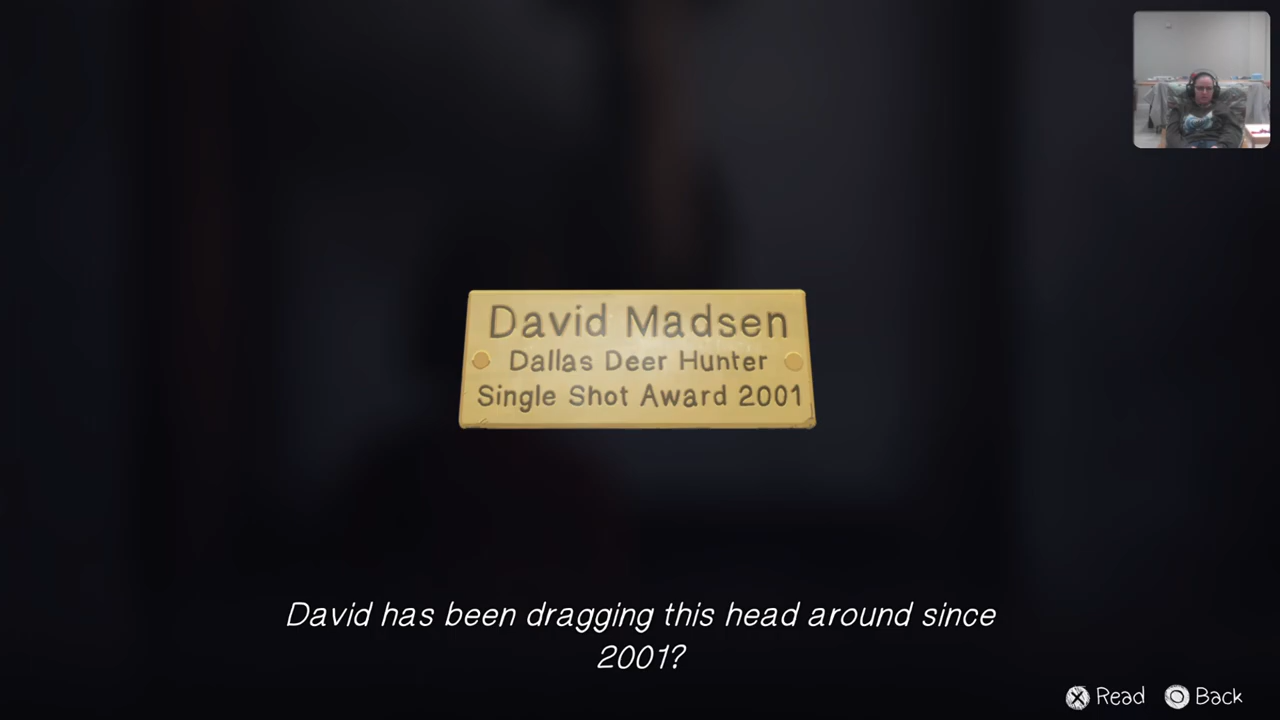 David Madsen
Dallas Deer Hunter
Single Shot Award 2001
David has been dragging this head around since
2001?
Read Back